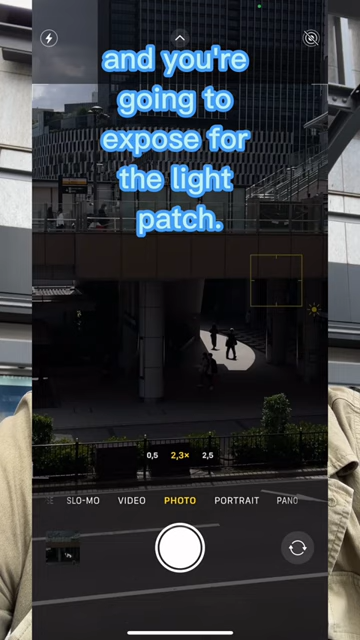 and you're
going to
expose for
the light
patch.
0,5 2,3× 2,5
SLO-MO VIDEO PHOTO PORTRAIT PANO